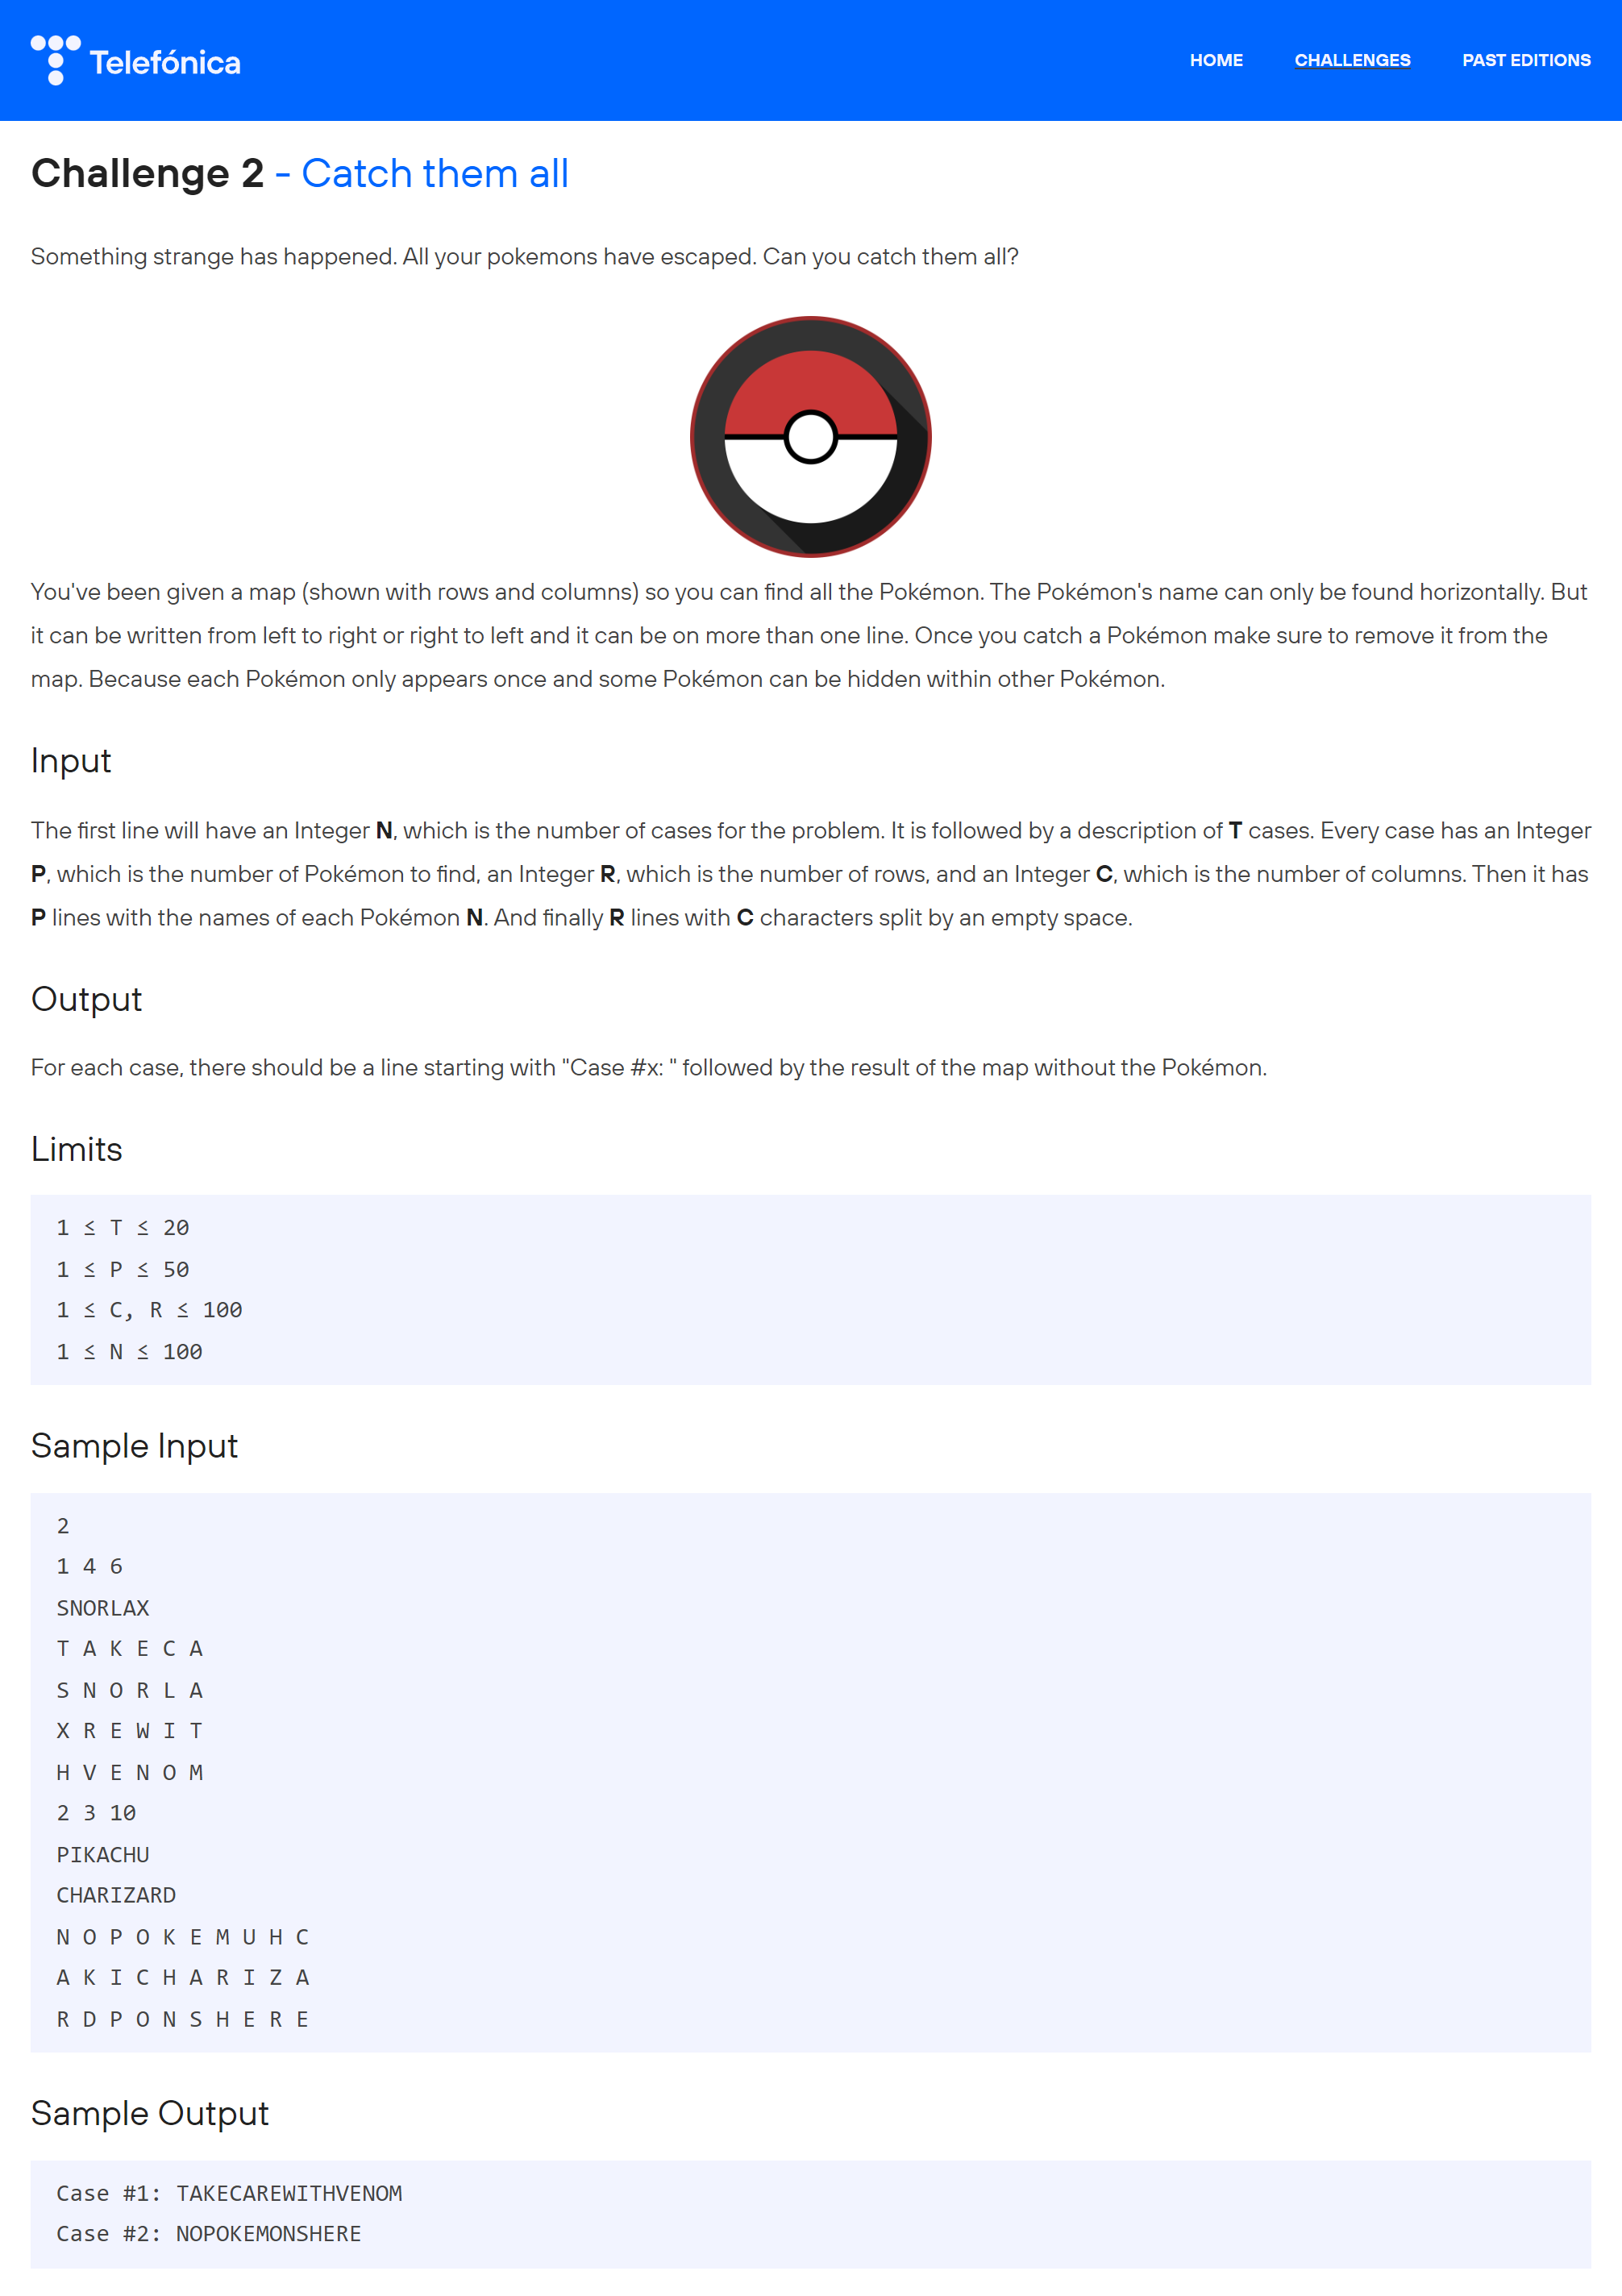 Telefónica
HOME CHALLENGES PAST EDITIONS
Challenge 2 - Catch them all
Something strange has happened. All your pokemons have escaped. Can you catch them all?
You've been given a map (shown with rows and columns) so you can find all the Pokémon. The Pokémon's name can only be found horizontally. But
it can be written from left to right or right to left and it can be on more than one line. Once you catch a Pokémon make sure to remove it from the
map. Because each Pokémon only appears once and some Pokémon can be hidden within other Pokémon.
Input
The first line will have an Integer N, which is the number of cases for the problem. It is followed by a description of T cases. Every case has an Integer
P, which is the number of Pokémon to find, an Integer R, which is the number of rows, and an Integer C, which is the number of columns. Then it has
P lines with the names of each Pokémon N. And finally R lines with C characters split by an empty space.
Output
For each case, there should be a line starting with "Case #x: " followed by the result of the map without the Pokémon.
Limits
1 ≤ T ≤ 20
1 ≤ P ≤ 50
1 ≤ C, R ≤ 100
1 ≤ N ≤ 100
Sample Input
2
1 4 6
SNORLAX
T A K E C A
S N O R L A
X R E W I T
H V E N O M
2 3 10
PIKACHU
CHARIZARD
N O P O K E M U H C
A K I C H A R I Z A
R D P O N S H E R E
Sample Output
Case #1: TAKECAREWITHVENOM
Case #2: NOPOKEMONSHERE